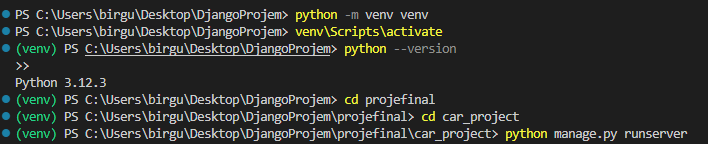 PS C:\Users\birgu\Desktop\DjangoProjem> python -m venv venv
PS C:\Users\birgu\Desktop\DjangoProjem> venv\Scripts\activate
(venv) PS C:\Users\birgu\Desktop\DjangoProjem> python --version
>>
Python 3.12.3
(venv) PS C:\Users\birgu\Desktop\DjangoProjem> cd projefinal
(venv) PS C:\Users\birgu\Desktop\DjangoProjem\projefinal> cd car_project
(venv) PS C:\Users\birgu\Desktop\DjangoProjem\projefinal\car_project> python manage.py runserver